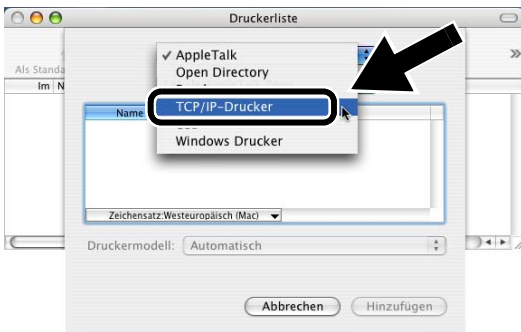 Druckerliste
✓ AppleTalk
Open Directory
TCP/IP-Drucker
Windows Drucker
Als Standa
Im N
Name
Zeichensatz:Westeuropäisch (Mac)
Druckermodell: Automatisch
Abbrechen Hinzufügen